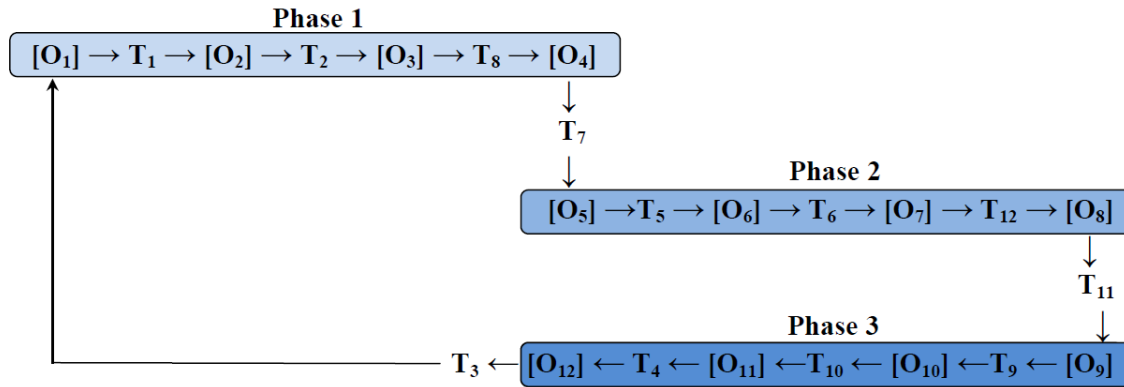 Phase 1
[O₁] → T₁ → [O₂] → T₂ → [O₃] → T₈ → [O₄]
T₇
Phase 2
[O₅] → T₅ → [O₆] → T₆ → [O₇] → T₁₂ → [O₈]
T₁₁
Phase 3
T₃ ← [O₁₂] ← T₄ ← [O₁₁] ← T₁₀ ← [O₁₀] ← T₉ ← [O₉]